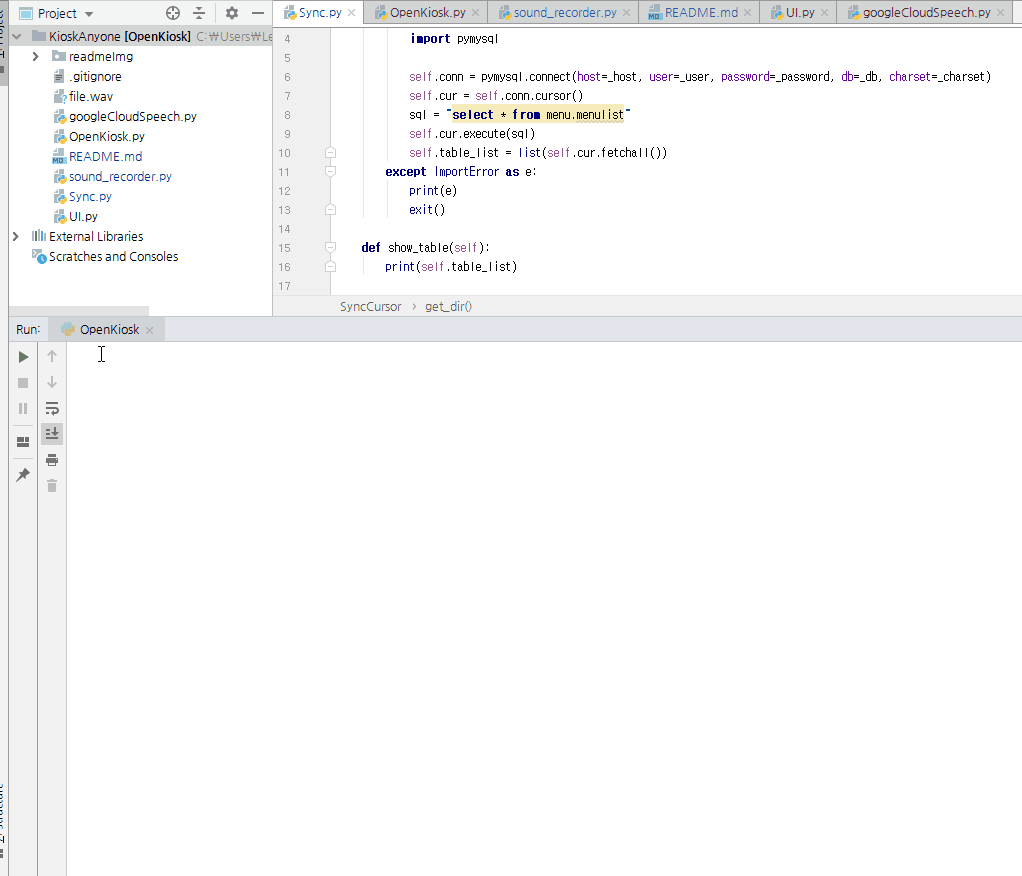 Project
Sync.py
OpenKiosk.py
sound_recorder.py
README.md
UI.py
googleCloudSpeech.py
KioskAnyone [OpenKiosk] C:₩Users₩Le
readmeImg
.gitignore
file.wav
googleCloudSpeech.py
OpenKiosk.py
README.md
sound_recorder.py
Sync.py
UI.py
External Libraries
Scratches and Consoles
4 import pymysql
5
6 self.conn = pymysql.connect(host=_host, user=_user, password=_password, db=_db, charset=_charset)
7 self.cur = self.conn.cursor()
8 sql = "select * from menu.menulist"
9 self.cur.execute(sql)
10 self.table_list = list(self.cur.fetchall())
11 except ImportError as e:
12 print(e)
13 exit()
14
15 def show_table(self):
16 print(self.table_list)
17
SyncCursor › get_dir()
Run: OpenKiosk